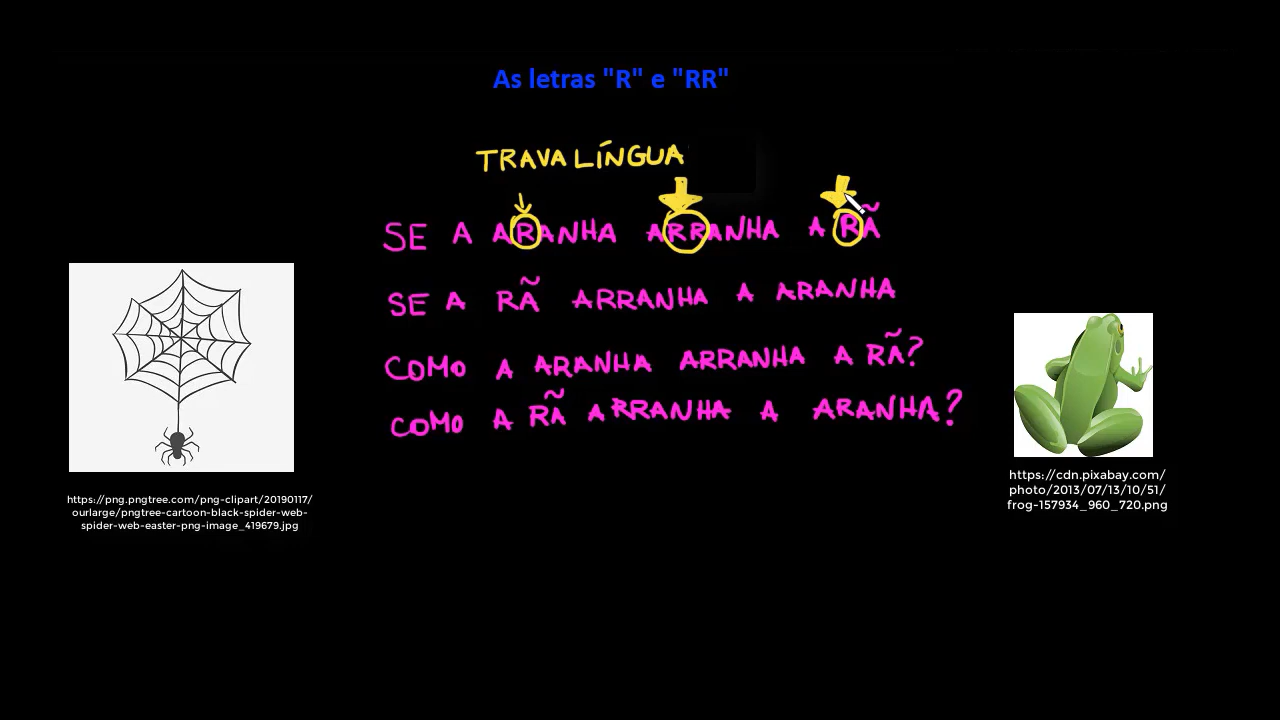 As letras "R" e "RR"
TRAVA LÍNGUA
SE A ARANHA ARRANHA A RÃ
SE A RÃ ARRANHA A ARANHA
COMO A ARANHA ARRANHA A RÃ?
COMO A RÃ ARRANHA A ARANHA?
https://png.pngtree.com/png-clipart/20190117/
ourlarge/pngtree-cartoon-black-spider-web-
spider-web-easter-png-image_419679.jpg
https://cdn.pixabay.com/
photo/2013/07/13/10/51/
frog-157934_960_720.png